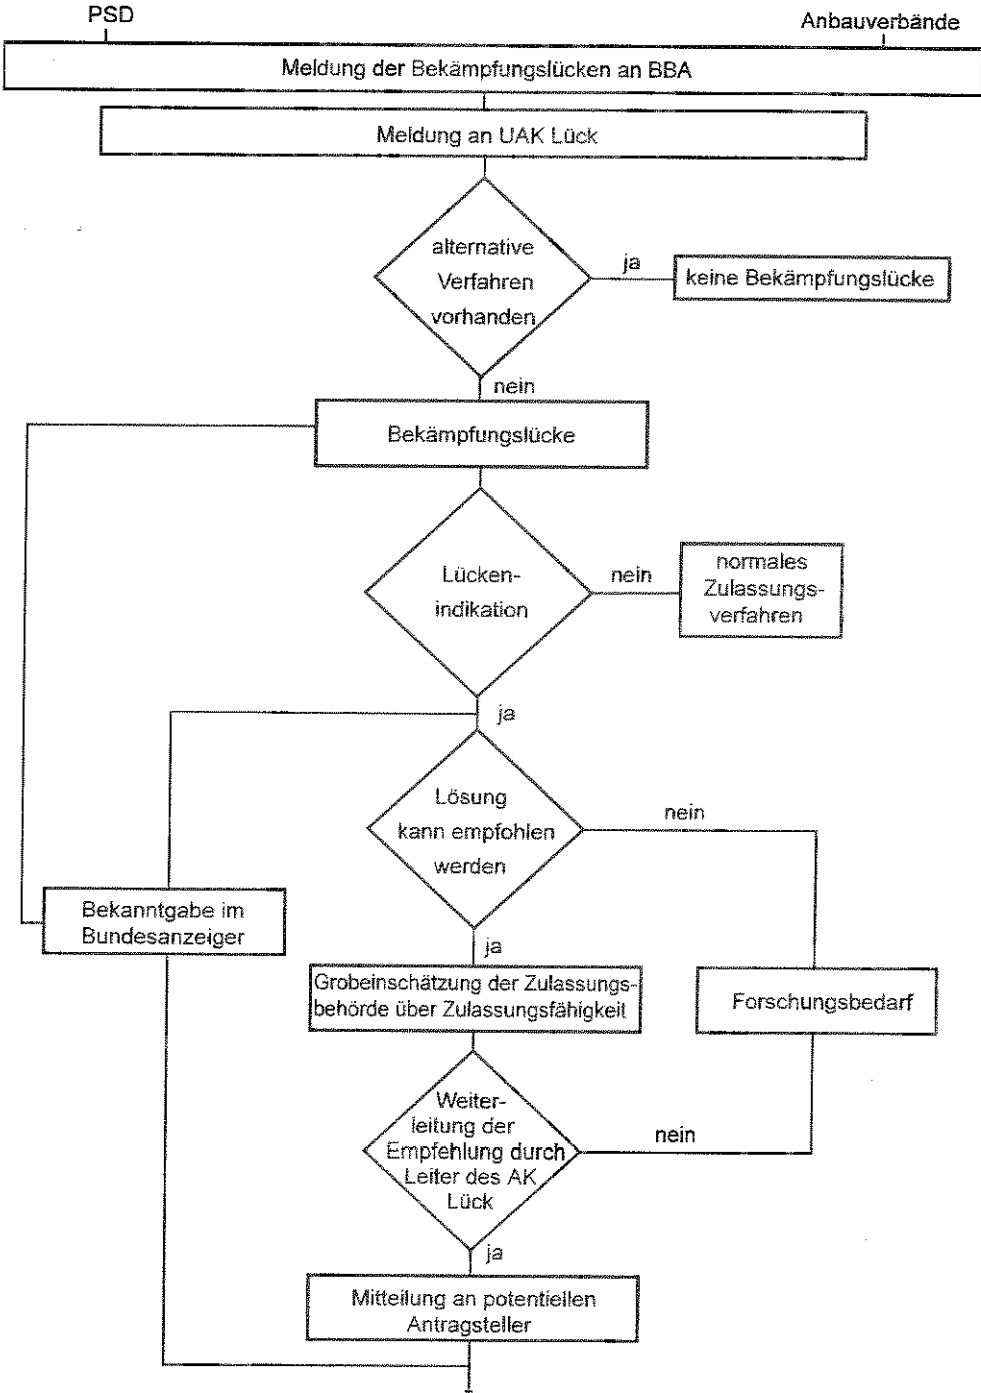 PSD
Anbauverbände
Meldung der Bekämpfungslücken an BBA
Meldung an UAK Lück
alternative
Verfahren
vorhanden
ja
keine Bekämpfungslücke
nein
Bekämpfungslücke
Lücken-
indikation
nein
normales
Zulassungs-
verfahren
ja
Lösung
kann empfohlen
werden
nein
Bekanntgabe im
Bundesanzeiger
ja
Grobeinschätzung der Zulassungs-
behörde über Zulassungsfähigkeit
Forschungsbedarf
Weiter-
leitung der
Empfehlung durch
Leiter des AK
Lück
nein
ja
Mitteilung an potentiellen
Antragsteller